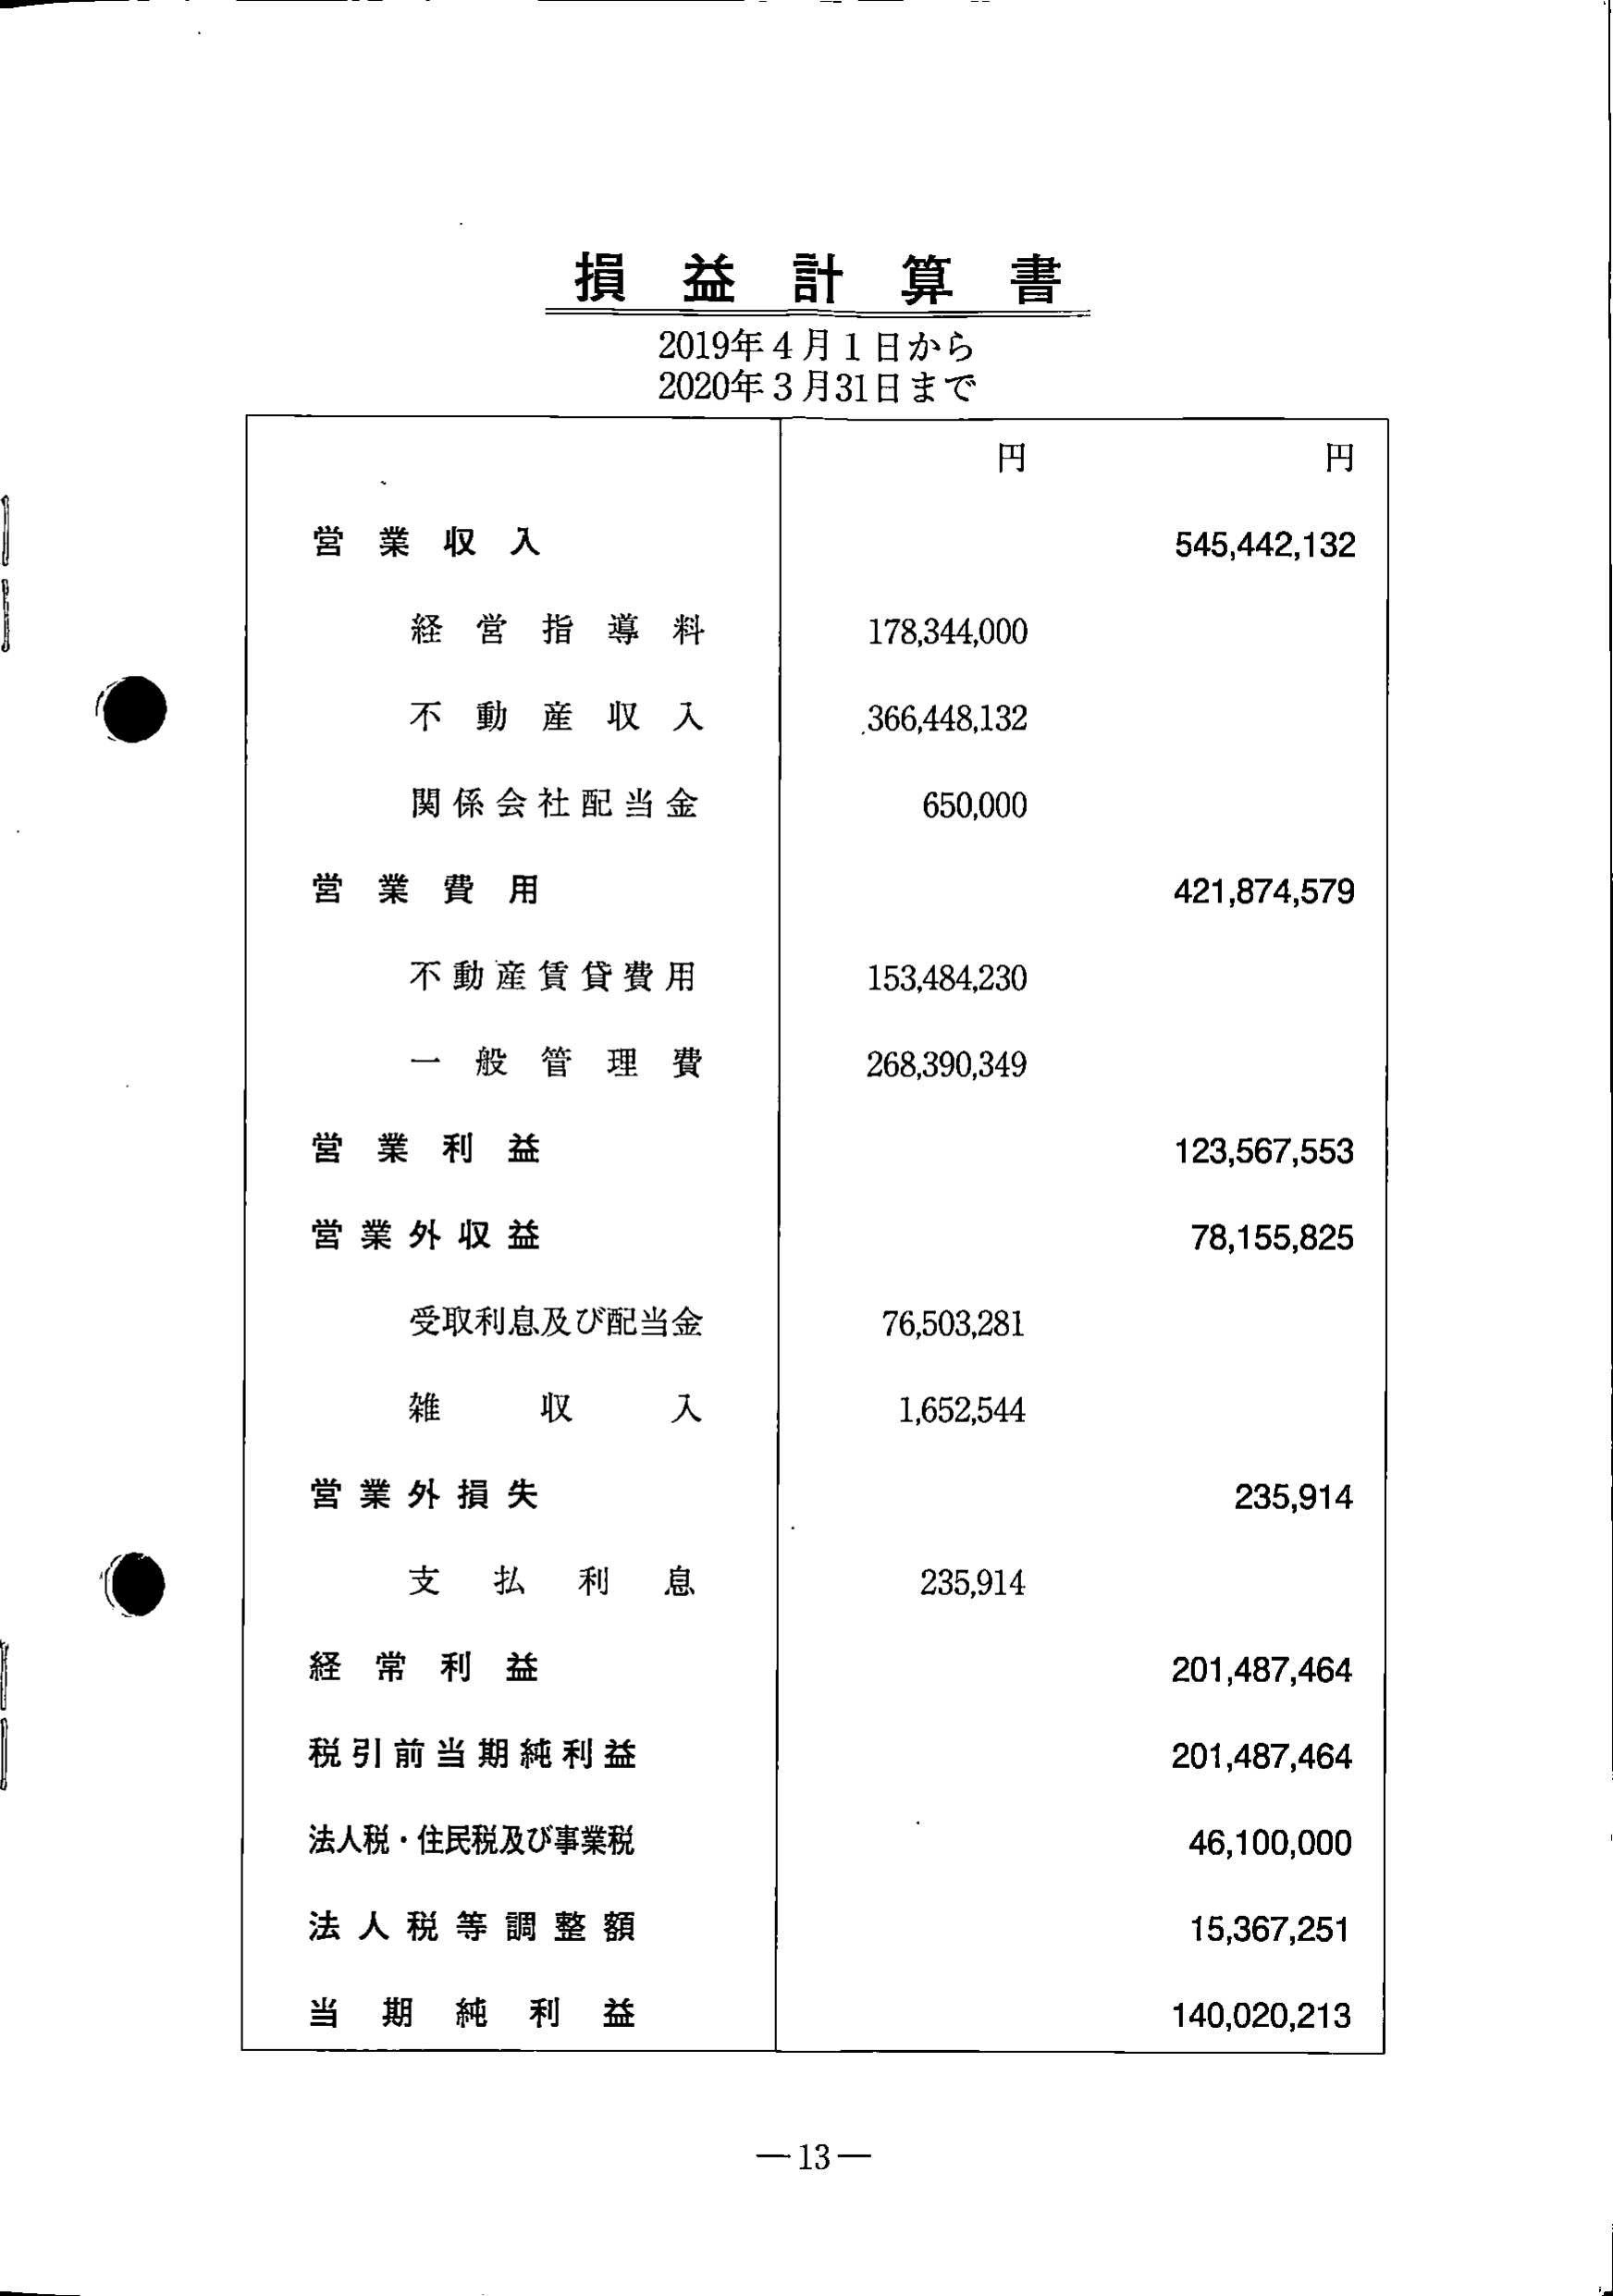 損益計算書
2019年4月1日から
2020年3月31日まで
円 円
営業収入 545,442,132
経営指導料 178,344,000
不動産収入 366,448,132
関係会社配当金 650,000
営業費用 421,874,579
不動産賃貸費用 153,484,230
一般管理費 268,390,349
営業利益 123,567,553
営業外収益 78,155,825
受取利息及び配当金 76,503,281
雑収入 1,652,544
営業外損失 235,914
支払利息 235,914
経常利益 201,487,464
税引前当期純利益 201,487,464
法人税・住民税及び事業税 46,100,000
法人税等調整額 15,367,251
当期純利益 140,020,213
—13—